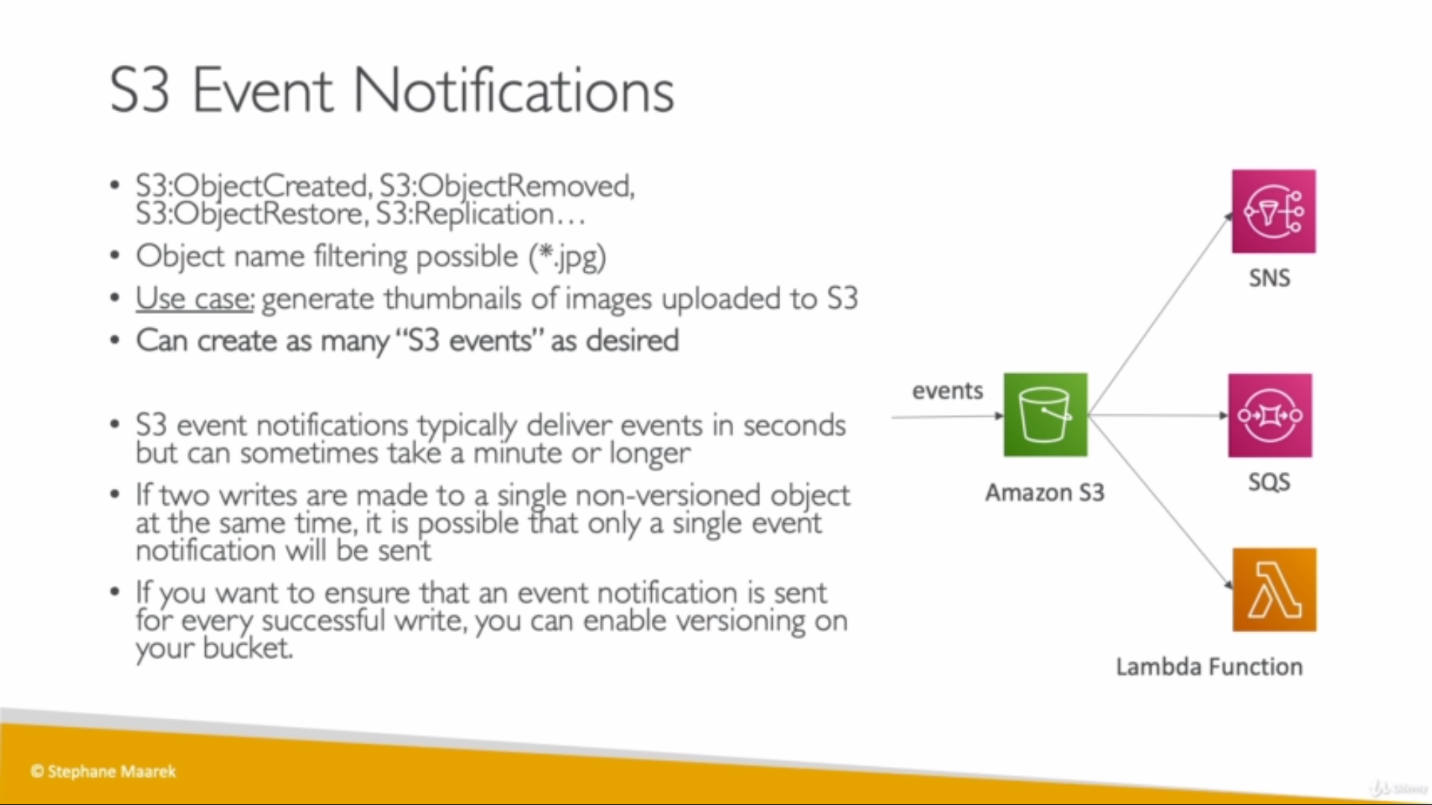 S3 Event Notifications
• S3:ObjectCreated, S3:ObjectRemoved,
S3:ObjectRestore, S3:Replication…
• Object name filtering possible (*.jpg)
• Use case: generate thumbnails of images uploaded to S3
• Can create as many “S3 events” as desired
• S3 event notifications typically deliver events in seconds
but can sometimes take a minute or longer
• If two writes are made to a single non-versioned object
at the same time, it is possible that only a single event
notification will be sent
• If you want to ensure that an event notification is sent
for every successful write, you can enable versioning on
your bucket.
events
Amazon S3
SNS
SQS
Lambda Function
© Stephane Maarek
Udemy